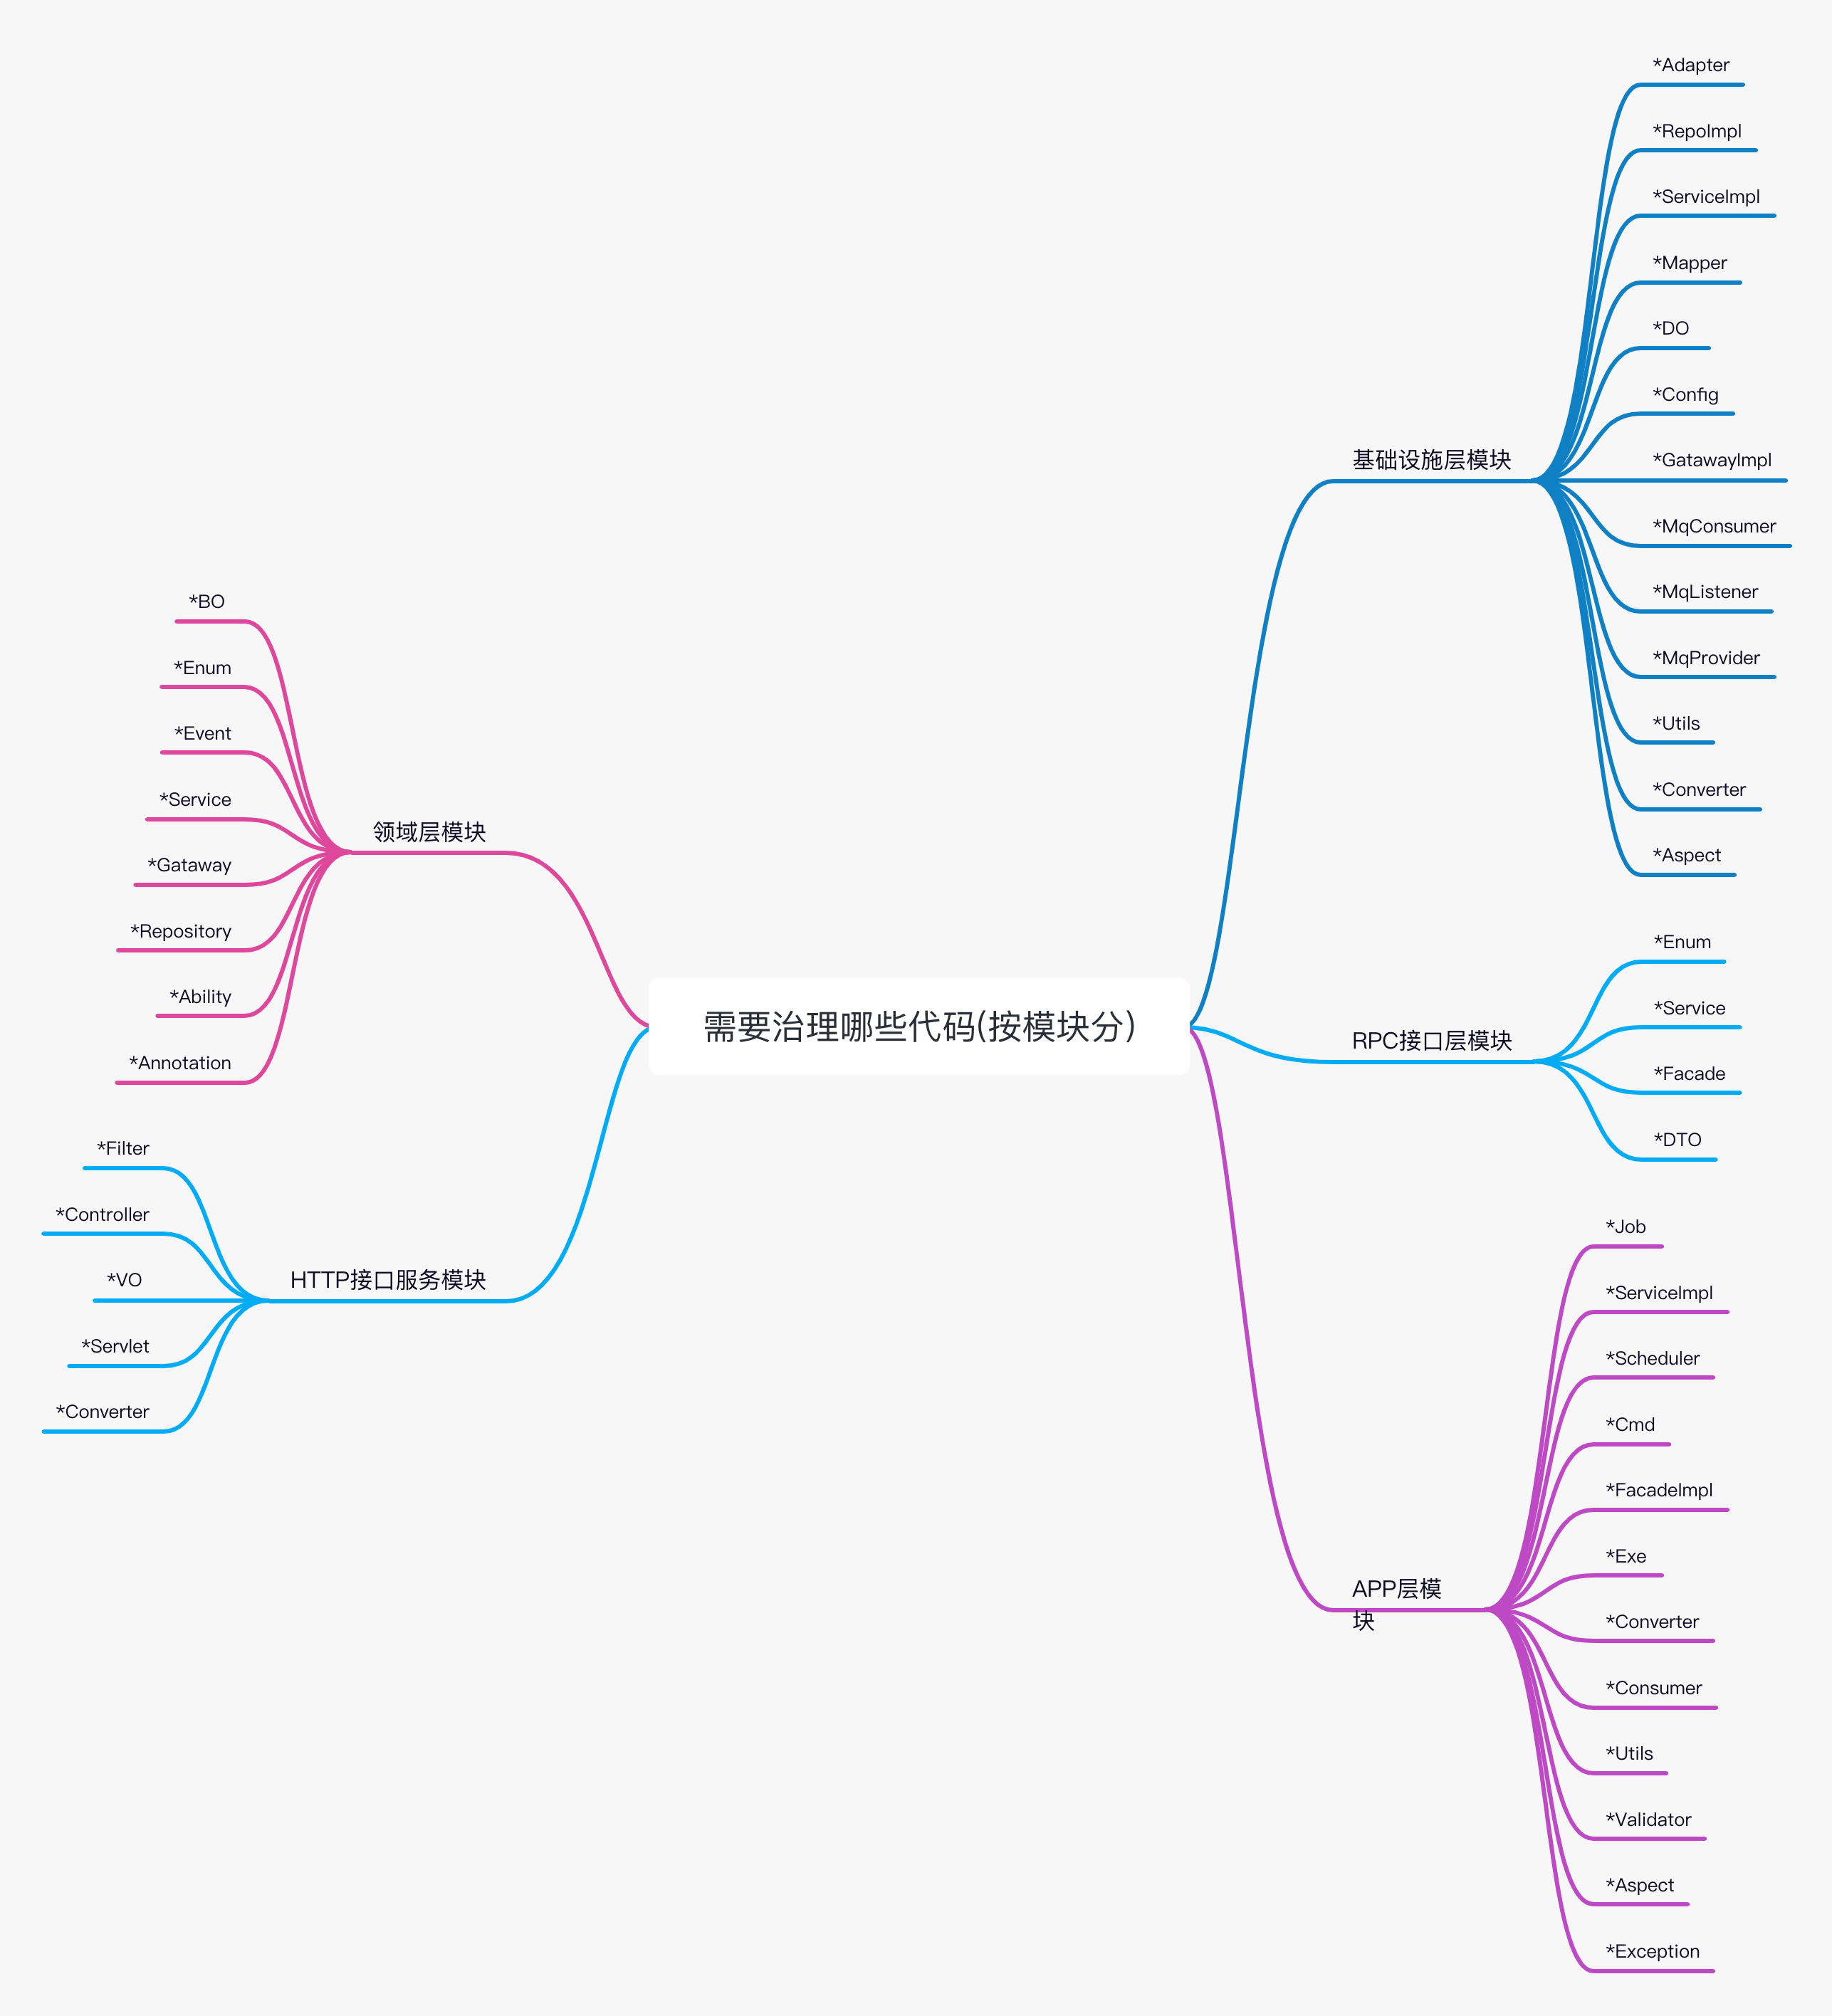 需要治理哪些代码(按模块分)
基础设施层模块
*Adapter
*RepoImpl
*ServiceImpl
*Mapper
*DO
*Config
*GatawayImpl
*MqConsumer
*MqListener
*MqProvider
*Utils
*Converter
*Aspect
RPC接口层模块
*Enum
*Service
*Facade
*DTO
APP层模
块
*Job
*ServiceImpl
*Scheduler
*Cmd
*FacadeImpl
*Exe
*Converter
*Consumer
*Utils
*Validator
*Aspect
*Exception
领域层模块
*BO
*Enum
*Event
*Service
*Gataway
*Repository
*Ability
*Annotation
HTTP接口服务模块
*Filter
*Controller
*VO
*Servlet
*Converter